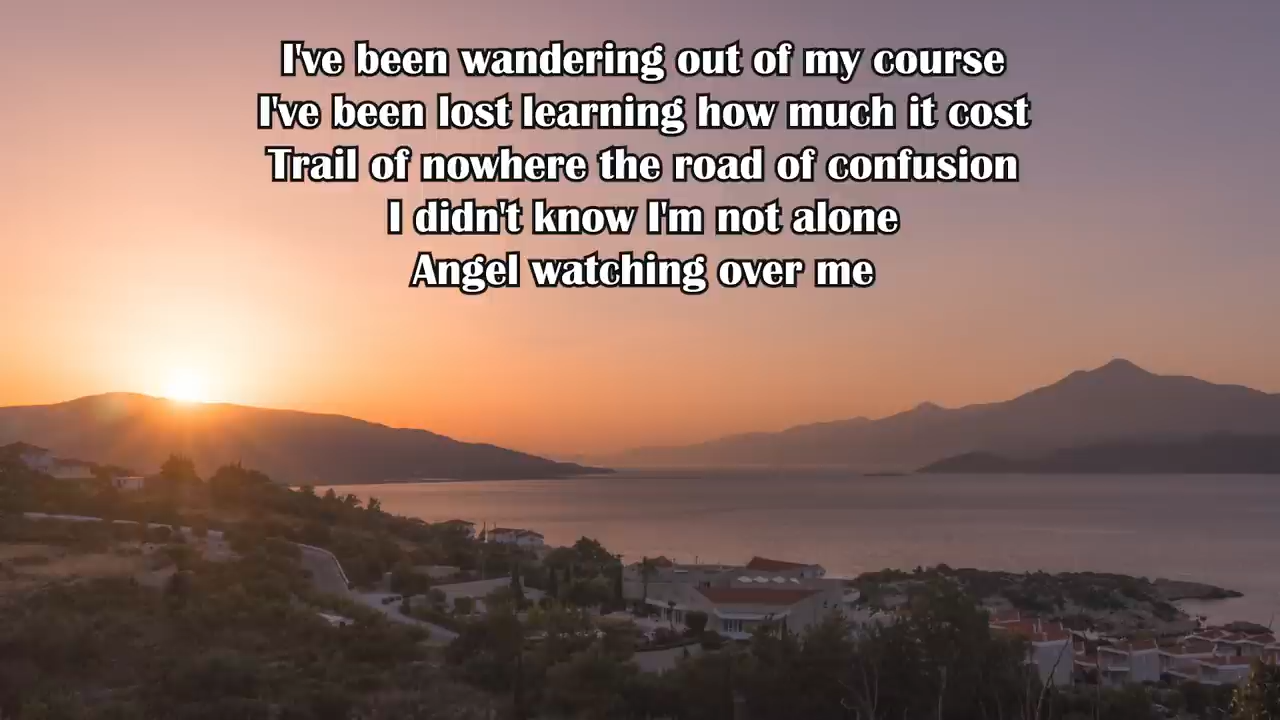 I've been wandering out of my course
I've been lost learning how much it cost
Trail of nowhere the road of confusion
I didn't know I'm not alone
Angel watching over me